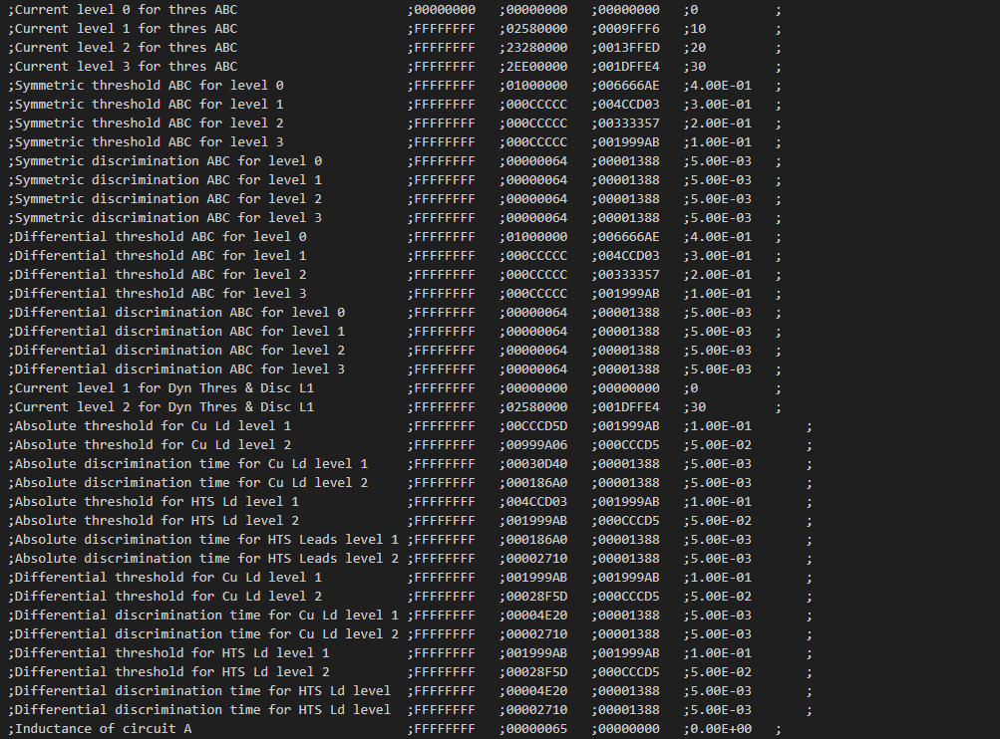 ;Current level 0 for thres ABC ;00000000 ;00000000 ;00000000 ;0 ;
;Current level 1 for thres ABC ;FFFFFFFF ;02580000 ;0009FFF6 ;10 ;
;Current level 2 for thres ABC ;FFFFFFFF ;23280000 ;0013FFED ;20 ;
;Current level 3 for thres ABC ;FFFFFFFF ;2EE00000 ;001DFFE4 ;30 ;
;Symmetric threshold ABC for level 0 ;FFFFFFFF ;01000000 ;006666AE ;4.00E-01 ;
;Symmetric threshold ABC for level 1 ;FFFFFFFF ;000CCCCC ;004CCD03 ;3.00E-01 ;
;Symmetric threshold ABC for level 2 ;FFFFFFFF ;000CCCCC ;00333357 ;2.00E-01 ;
;Symmetric threshold ABC for level 3 ;FFFFFFFF ;000CCCCC ;001999AB ;1.00E-01 ;
;Symmetric discrimination ABC for level 0 ;FFFFFFFF ;00000064 ;00001388 ;5.00E-03 ;
;Symmetric discrimination ABC for level 1 ;FFFFFFFF ;00000064 ;00001388 ;5.00E-03 ;
;Symmetric discrimination ABC for level 2 ;FFFFFFFF ;00000064 ;00001388 ;5.00E-03 ;
;Symmetric discrimination ABC for level 3 ;FFFFFFFF ;00000064 ;00001388 ;5.00E-03 ;
;Differential threshold ABC for level 0 ;FFFFFFFF ;01000000 ;006666AE ;4.00E-01 ;
;Differential threshold ABC for level 1 ;FFFFFFFF ;000CCCCC ;004CCD03 ;3.00E-01 ;
;Differential threshold ABC for level 2 ;FFFFFFFF ;000CCCCC ;00333357 ;2.00E-01 ;
;Differential threshold ABC for level 3 ;FFFFFFFF ;000CCCCC ;001999AB ;1.00E-01 ;
;Differential discrimination ABC for level 0 ;FFFFFFFF ;00000064 ;00001388 ;5.00E-03 ;
;Differential discrimination ABC for level 1 ;FFFFFFFF ;00000064 ;00001388 ;5.00E-03 ;
;Differential discrimination ABC for level 2 ;FFFFFFFF ;00000064 ;00001388 ;5.00E-03 ;
;Differential discrimination ABC for level 3 ;FFFFFFFF ;00000064 ;00001388 ;5.00E-03 ;
;Current level 1 for Dyn Thres & Disc L1 ;FFFFFFFF ;00000000 ;00000000 ;0 ;
;Current level 2 for Dyn Thres & Disc L1 ;FFFFFFFF ;02580000 ;001DFFE4 ;30 ;
;Absolute threshold for Cu Ld level 1 ;FFFFFFFF ;00CCCD5D ;001999AB ;1.00E-01 ;
;Absolute threshold for Cu Ld level 2 ;FFFFFFFF ;00999A06 ;000CCCD5 ;5.00E-02 ;
;Absolute discrimination time for Cu Ld level 1 ;FFFFFFFF ;00030D40 ;00001388 ;5.00E-03 ;
;Absolute discrimination time for Cu Ld level 2 ;FFFFFFFF ;000186A0 ;00001388 ;5.00E-03 ;
;Absolute threshold for HTS Ld level 1 ;FFFFFFFF ;004CCD03 ;001999AB ;1.00E-01 ;
;Absolute threshold for HTS Ld level 2 ;FFFFFFFF ;001999AB ;000CCCD5 ;5.00E-02 ;
;Absolute discrimination time for HTS Leads level 1 ;FFFFFFFF ;000186A0 ;00001388 ;5.00E-03 ;
;Absolute discrimination time for HTS Leads level 2 ;FFFFFFFF ;00002710 ;00001388 ;5.00E-03 ;
;Differential threshold for Cu Ld level 1 ;FFFFFFFF ;001999AB ;001999AB ;1.00E-01 ;
;Differential threshold for Cu Ld level 2 ;FFFFFFFF ;00028F5D ;000CCCD5 ;5.00E-02 ;
;Differential discrimination time for Cu Ld level 1 ;FFFFFFFF ;00004E20 ;00001388 ;5.00E-03 ;
;Differential discrimination time for Cu Ld level 2 ;FFFFFFFF ;00002710 ;00001388 ;5.00E-03 ;
;Differential threshold for HTS Ld level 1 ;FFFFFFFF ;001999AB ;001999AB ;1.00E-01 ;
;Differential threshold for HTS Ld level 2 ;FFFFFFFF ;00028F5D ;000CCCD5 ;5.00E-02 ;
;Differential discrimination time for HTS Ld level ;FFFFFFFF ;00004E20 ;00001388 ;5.00E-03 ;
;Differential discrimination time for HTS Ld level ;FFFFFFFF ;00002710 ;00001388 ;5.00E-03 ;
;Inductance of circuit A ;FFFFFFFF ;00000065 ;00000000 ;0.00E+00 ;